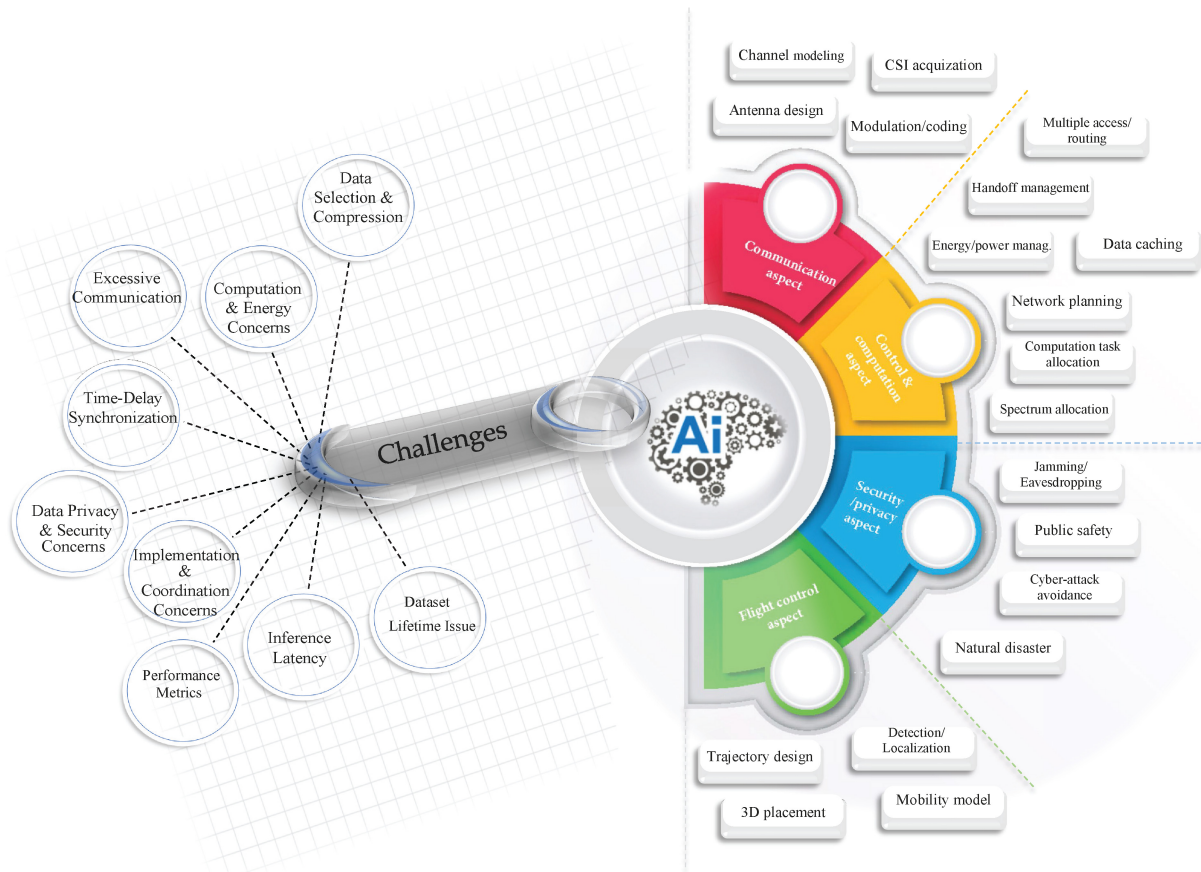 Data
Selection &
Compression
Excessive
Communication
Computation
& Energy
Concerns
Time-Delay
Synchronization
Data Privacy
& Security
Concerns
Implementation
&
Coordination
Concerns
Performance
Metrics
Inference
Latency
Dataset
Lifetime Issue
Challenges
Ai
Communication
aspect
Control &
computation
aspect
Security
/privacy
aspect
Flight control
aspect
Channel modeling
CSI acquization
Antenna design
Modulation/coding
Multiple access/
routing
Handoff management
Energy/power manag.
Data caching
Network planning
Computation task
allocation
Spectrum allocation
Jamming/
Eavesdropping
Public safety
Cyber-attack
avoidance
Natural disaster
Detection/
Localization
Trajectory design
Mobility model
3D placement